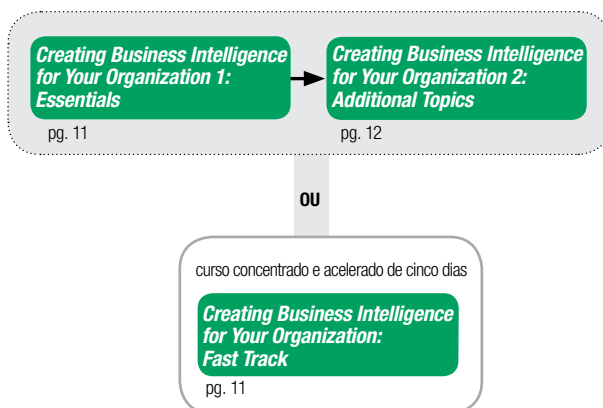 Creating Business Intelligence
for Your Organization 1:
Essentials
pg. 11
Creating Business Intelligence
for Your Organization 2:
Additional Topics
pg. 12
OU
curso concentrado e acelerado de cinco dias
Creating Business Intelligence
for Your Organization:
Fast Track
pg. 11